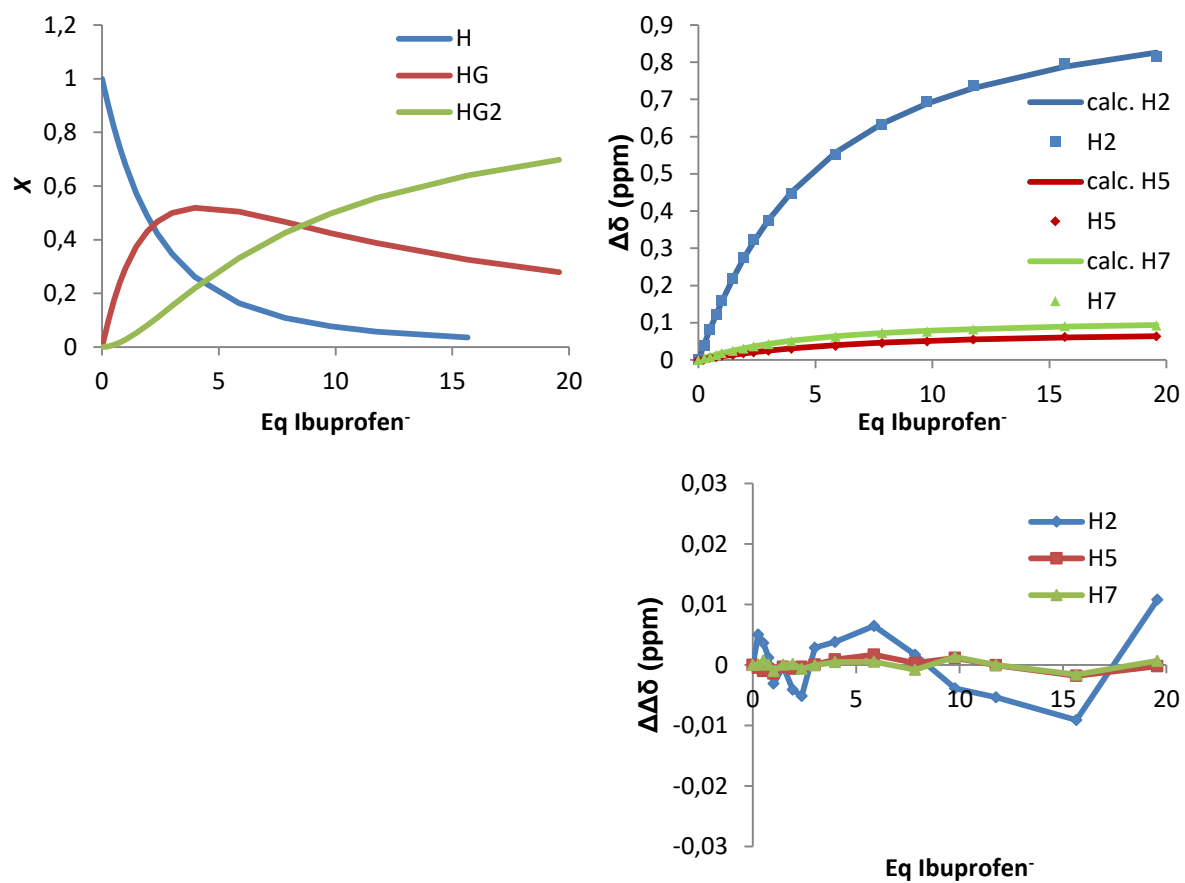 1,2
1
0,8
0,6
0,4
0,2
0
X
0
5
10
15
20
Eq Ibuprofen⁻
H
HG
HG2
0,9
0,8
0,7
0,6
0,5
0,4
0,3
0,2
0,1
0
Δδ (ppm)
0
5
10
15
20
Eq Ibuprofen⁻
calc. H2
H2
calc. H5
H5
calc. H7
H7
0,03
0,02
0,01
0
-0,01
-0,02
-0,03
ΔΔδ (ppm)
0
5
10
15
20
Eq Ibuprofen⁻
H2
H5
H7